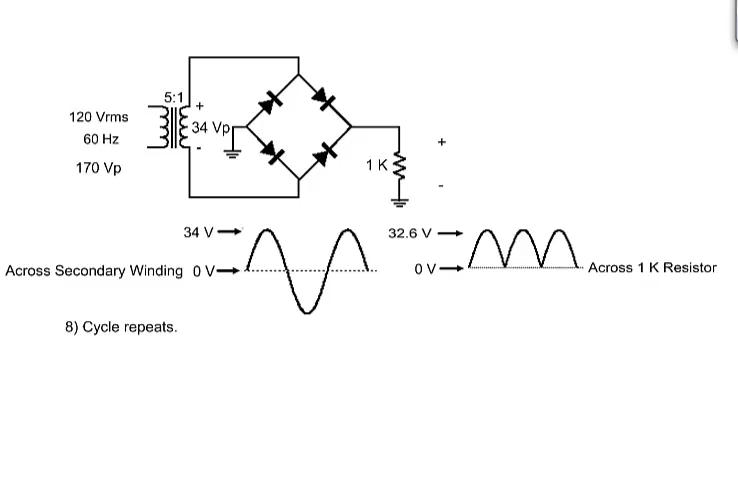 5:1
+
120 Vrms
34 Vp
60 Hz
-
170 Vp
1 K
+
-
34 V
32.6 V
Across Secondary Winding 0 V
0 V
Across 1 K Resistor
8) Cycle repeats.